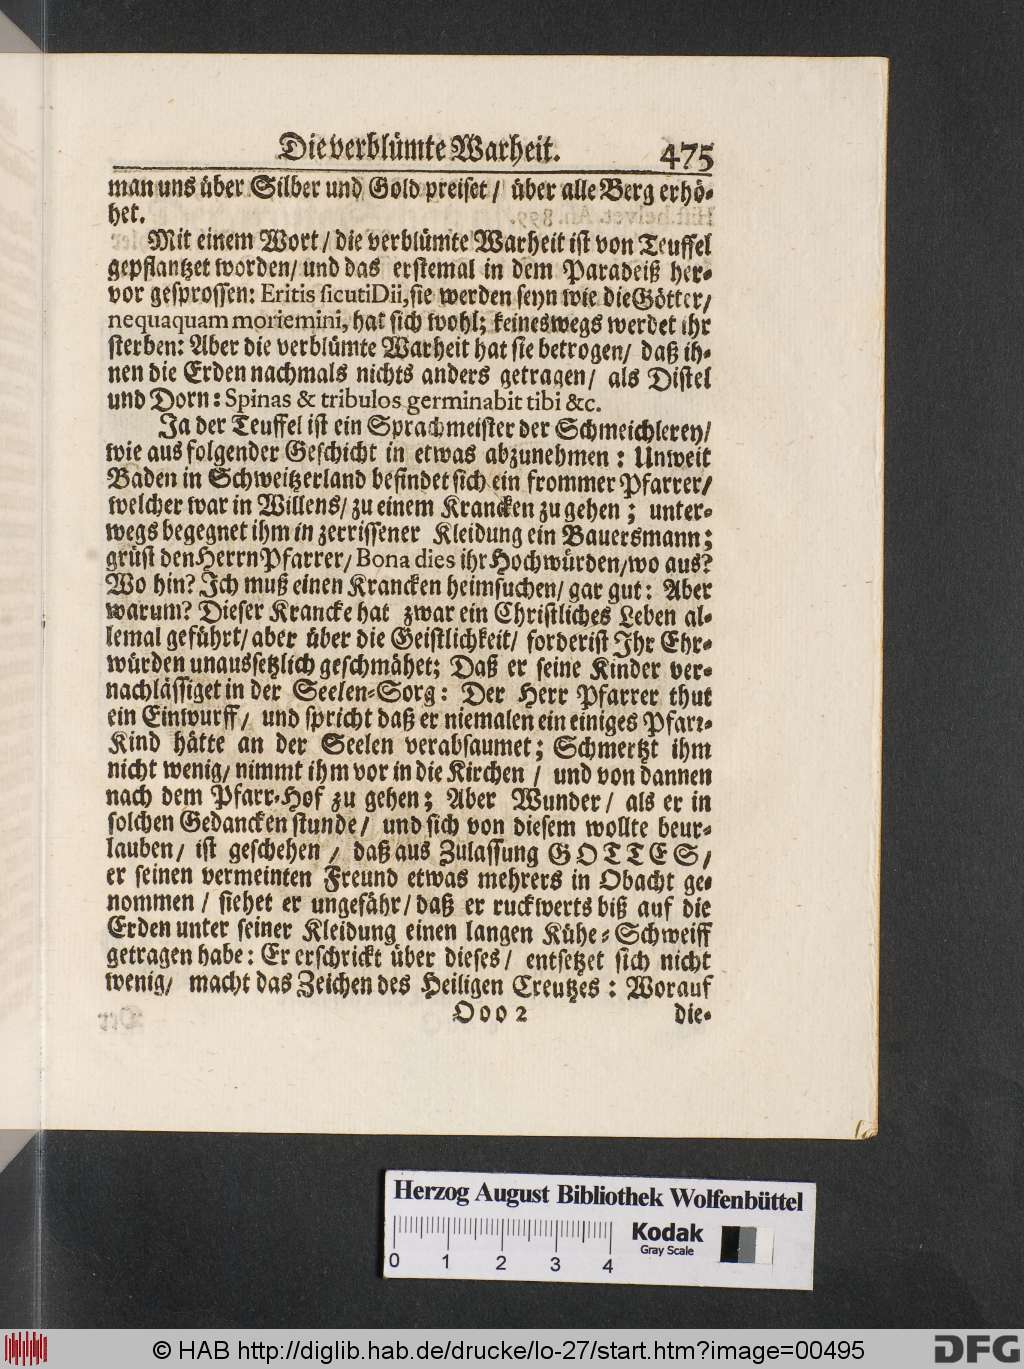 Die verblümte Warheit. 475
man uns über Silber und Gold preiset / über alle Berg erhö-
het.
Mit einem Wort / die verblümte Warheit ist von Teuffel
gepflantzet worden / und das erstemal in dem Paradeiß her-
vor gesprossen: Eritis sicuti Dii, sie werden seyn wie die Götter /
nequaquam moriemini, hat sich wohl; keineswegs werdet ihr
sterben: Aber die verblümte Warheit hat sie betrogen / daß ih-
nen die Erden nachmals nichts anders getragen / als Distel
und Dorn: Spinas & tribulos germinabit tibi &c.
Ja der Teuffel ist ein Sprachmeister der Schmeichlerey /
wie aus folgender Geschicht in etwas abzunehmen: Unweit
Baden in Schweitzerland befindet sich ein frommer Pfarrer /
welcher war in Willens / zu einem Krancken zu gehen; unter-
wegs begegnet ihm in zerrissener Kleidung ein Bauersmann;
grüst den Herrn Pfarrer / Bona dies ihr Hochwürden / wo aus?
Wo hin? Ich muß einen Krancken heimsuchen / gar gut: Aber
warum? Dieser Krancke hat zwar ein Christliches Leben al-
lemal geführt / aber über die Geistlichkeit / forderist Ihr Ehr-
würden unaussetzlich geschmähet; Daß er seine Kinder ver-
nachlässiget in der Seelen-Sorg: Der Herr Pfarrer thut
ein Einwurff / und spricht daß er niemalen ein einiges Pfarr-
Kind hätte an der Seelen verabsaumet; Schmertzt ihm
nicht wenig / nimmt ihm vor in die Kirchen / und von dannen
nach dem Pfarr-Hof zu gehen; Aber Wunder / als er in
solchen Gedancken stunde / und sich von diesem wollte beur-
lauben / ist geschehen / daß aus Zulassung GOTTES /
er seinen vermeinten Freund etwas mehrers in Obacht ge-
nommen / siehet er ungefähr / daß er ruckwerts biß auf die
Erden unter seiner Kleidung einen langen Kühe-Schweiff
getragen habe: Er erschrickt über dieses / entsetzet sich nicht
wenig / macht das Zeichen des Heiligen Creutzes: Worauf
Ooo 2 die-
Herzog August Bibliothek Wolfenbüttel
0 1 2 3 4
Kodak
Gray Scale
© HAB http://diglib.hab.de/drucke/lo-27/start.htm?image=00495
DFG